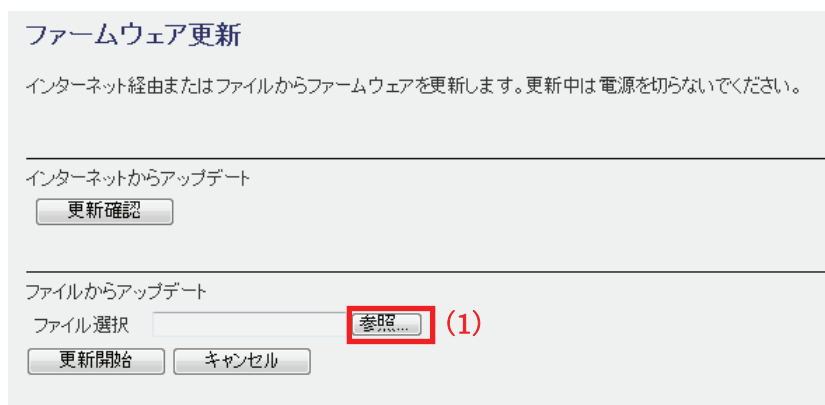 ファームウェア更新
インターネット経由またはファイルからファームウェアを更新します。更新中は電源を切らないでください。
インターネットからアップデート
更新確認
ファイルからアップデート
ファイル選択 参照... (1)
更新開始 キャンセル